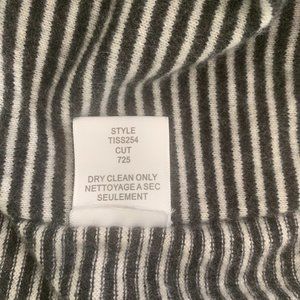 STYLE
TISS254
CUT
725
DRY CLEAN ONLY
NETTOYAGE A SEC
SEULEMENT